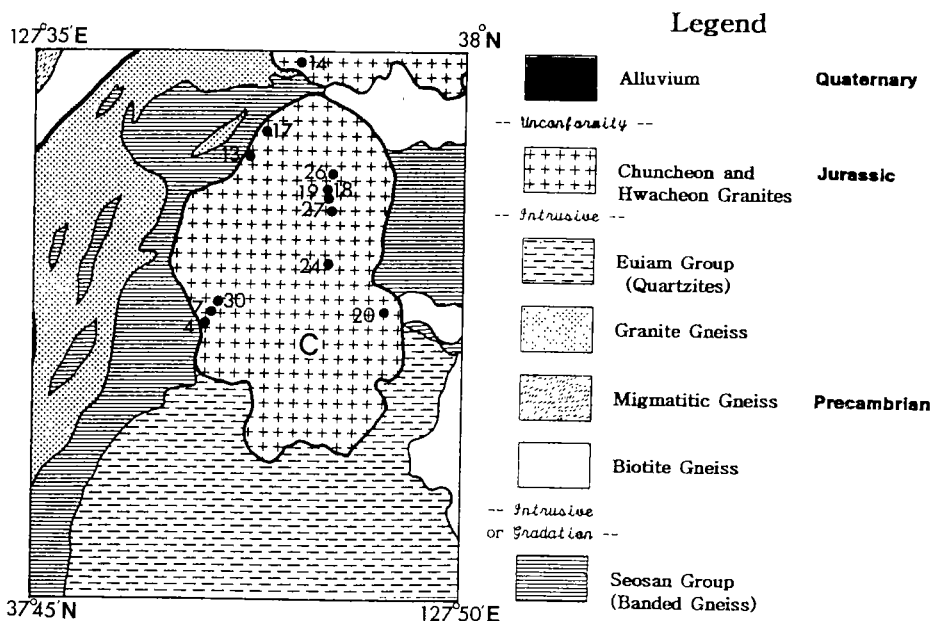 127°35'E
38°N
14
17
13
26
19
18
27
24
30
7
4
20
C
37°45'N
127°50'E
Legend
Alluvium
Quaternary
-- Unconformity --
Chuncheon and
Hwacheon Granites
Jurassic
-- Intrusive --
Euiam Group
(Quartzites)
Granite Gneiss
Migmatitic Gneiss
Precambrian
Biotite Gneiss
-- Intrusive
or Gradation --
Seosan Group
(Banded Gneiss)